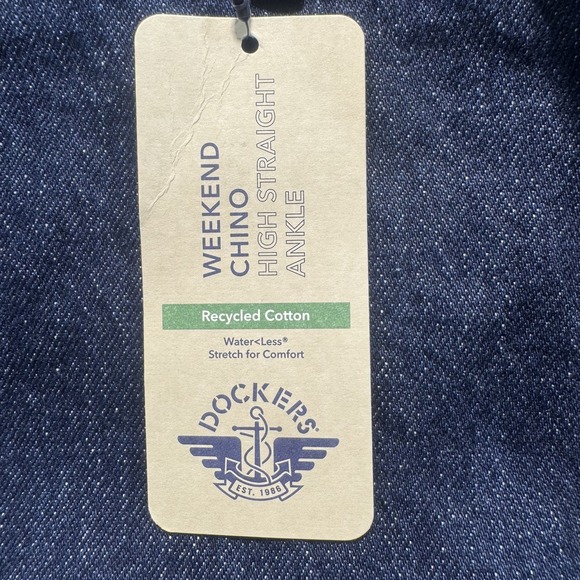 WEEKEND
CHINO
HIGH STRAIGHT
ANKLE
Recycled Cotton
Water<Less®
Stretch for Comfort
DOCKERS®
EST. 1986